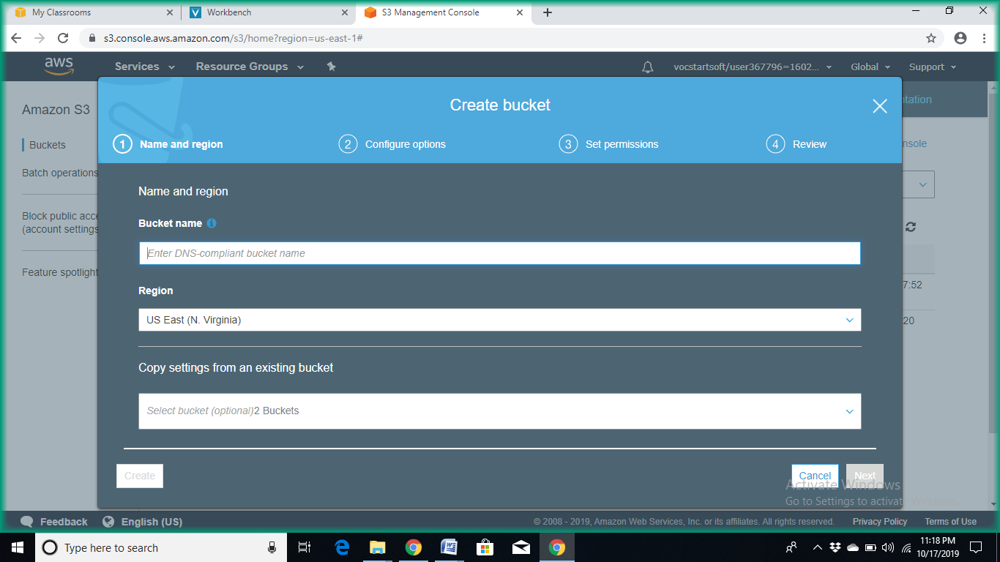 My Classrooms
Workbench
S3 Management Console
s3.console.aws.amazon.com/s3/home?region=us-east-1#
aws
Services
Resource Groups
vocstartsoft/user367796=1602...
Global
Support
Amazon S3
Buckets
Batch operations
Block public acce
(account settings
Feature spotlight
ntation
nsole
7:52
20
Create bucket
1 Name and region
2 Configure options
3 Set permissions
4 Review
Name and region
Bucket name
Enter DNS-compliant bucket name
Region
US East (N. Virginia)
Copy settings from an existing bucket
Select bucket (optional)2 Buckets
Create
Cancel
Next
Activate Windows
Go to Settings to activate Windows.
Feedback
English (US)
© 2008 - 2019, Amazon Web Services, Inc. or its affiliates. All rights reserved.
Privacy Policy
Terms of Use
Type here to search
11:18 PM
10/17/2019